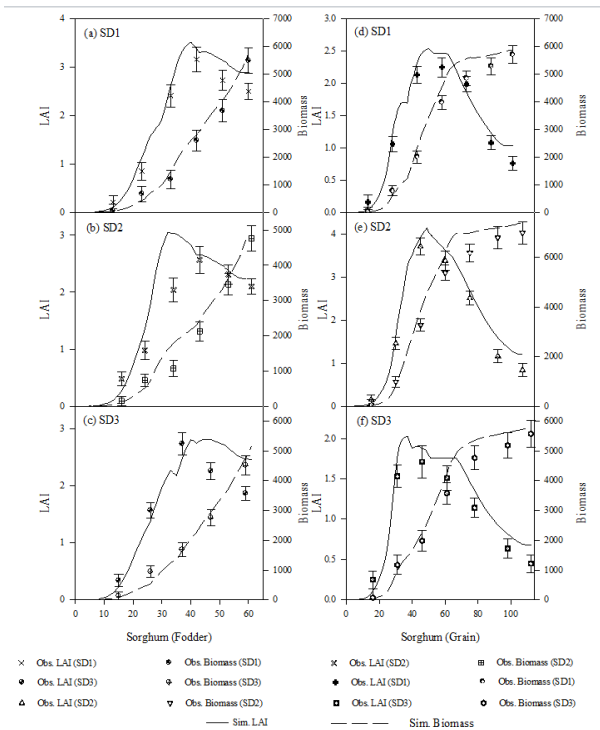 (a) SD1
4
3
2
1
0
LAI
7000
6000
5000
4000
3000
2000
1000
0
Biomass
(b) SD2
3
2
1
0
LAI
5000
4000
3000
2000
1000
0
Biomass
(c) SD3
3
2
1
0
LAI
6000
5000
4000
3000
2000
1000
0
Biomass
0 10 20 30 40 50 60
Sorghum (Fodder)
(d) SD1
3.0
2.5
2.0
1.5
1.0
0.5
0.0
LAI
7000
6000
5000
4000
3000
2000
1000
0
Biomass
(e) SD2
4
3
2
1
0
LAI
6000
4000
2000
0
Biomass
(f) SD3
2.0
1.5
1.0
0.5
0.0
LAI
6000
5000
4000
3000
2000
1000
0
Biomass
0 20 40 60 80 100
Sorghum (Grain)
Obs. LAI (SD1) Obs. Biomass (SD1) Obs. LAI (SD2) Obs. Biomass (SD2)
Obs. LAI (SD3) Obs. Biomass (SD3) Obs. LAI (SD1) Obs. Biomass (SD1)
Obs. LAI (SD2) Obs. Biomass (SD2) Obs. LAI (SD3) Obs. Biomass (SD3)
Sim. LAI Sim. Biomass